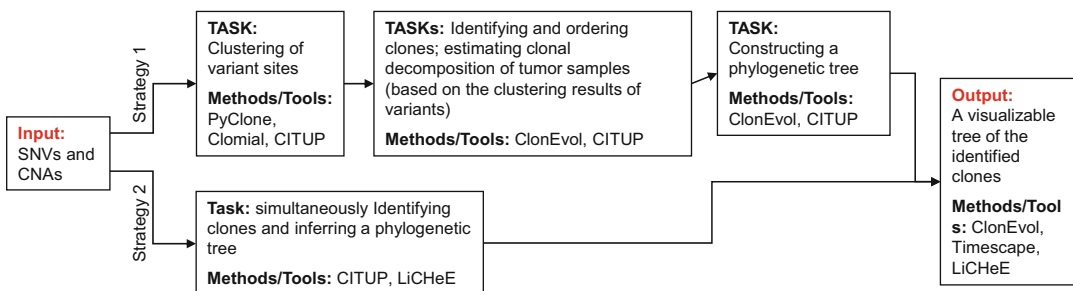 Input:
SNVs and
CNAs
Strategy 1
TASK:
Clustering of
variant sites
Methods/Tools:
PyClone,
Clomial, CITUP
TASKs: Identifying and ordering
clones; estimating clonal
decomposition of tumor samples
(based on the clustering results of
variants)
Methods/Tools: ClonEvol, CITUP
TASK:
Constructing a
phylogenetic tree
Methods/Tools:
ClonEvol, CITUP
Strategy 2
Task: simultaneously Identifying
clones and inferring a phylogenetic
tree
Methods/Tools: CITUP, LiCHeE
Output:
A visualizable
tree of the
identified
clones
Methods/Tool
s: ClonEvol,
Timescape,
LiCHeE